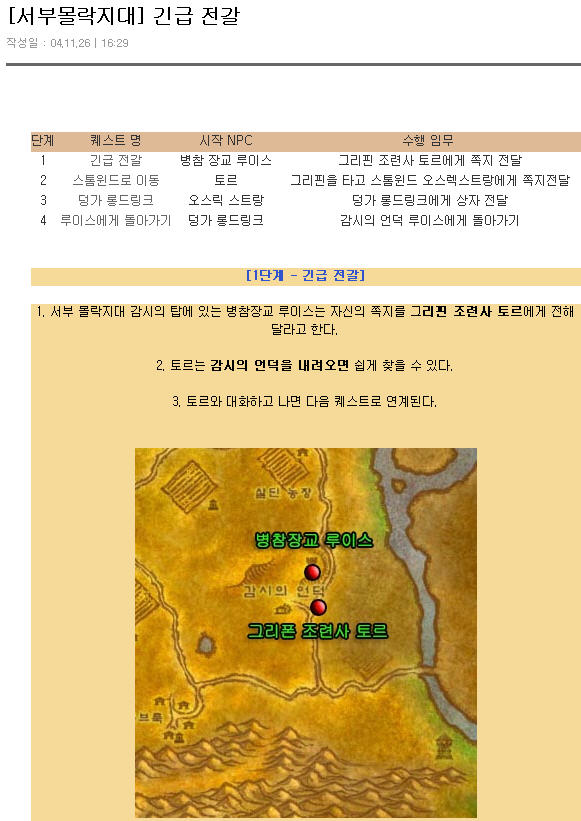 [서부몰락지대] 긴급 전갈
작성일 : 04.11.26 | 16:29
단계 퀘스트 명 시작 NPC 수행 임무
1 긴급 전갈 병참 장교 루이스 그리핀 조련사 토르에게 쪽지 전달
2 스톰윈드로 이동 토르 그리핀을 타고 스톰윈드 오스렉스트랑에게 쪽지전달
3 덩가 롱드링크 오스릭 스트랑 덩가 롱드링크에게 상자 전달
4 루이스에게 돌아가기 덩가 롱드링크 감시의 언덕 루이스에게 돌아가기
[1단계 - 긴급 전갈]
1. 서부 몰락지대 감시의 탑에 있는 병참장교 루이스는 자신의 쪽지를 그리핀 조련사 토르에게 전해
달라고 한다.
2. 토르는 감시의 언덕을 내려오면 쉽게 찾을 수 있다.
3. 토르와 대화하고 나면 다음 퀘스트로 연계된다.
살딘 농장
병참장교 루이스
감시의 언덕
그리폰 조련사 토르
브룩